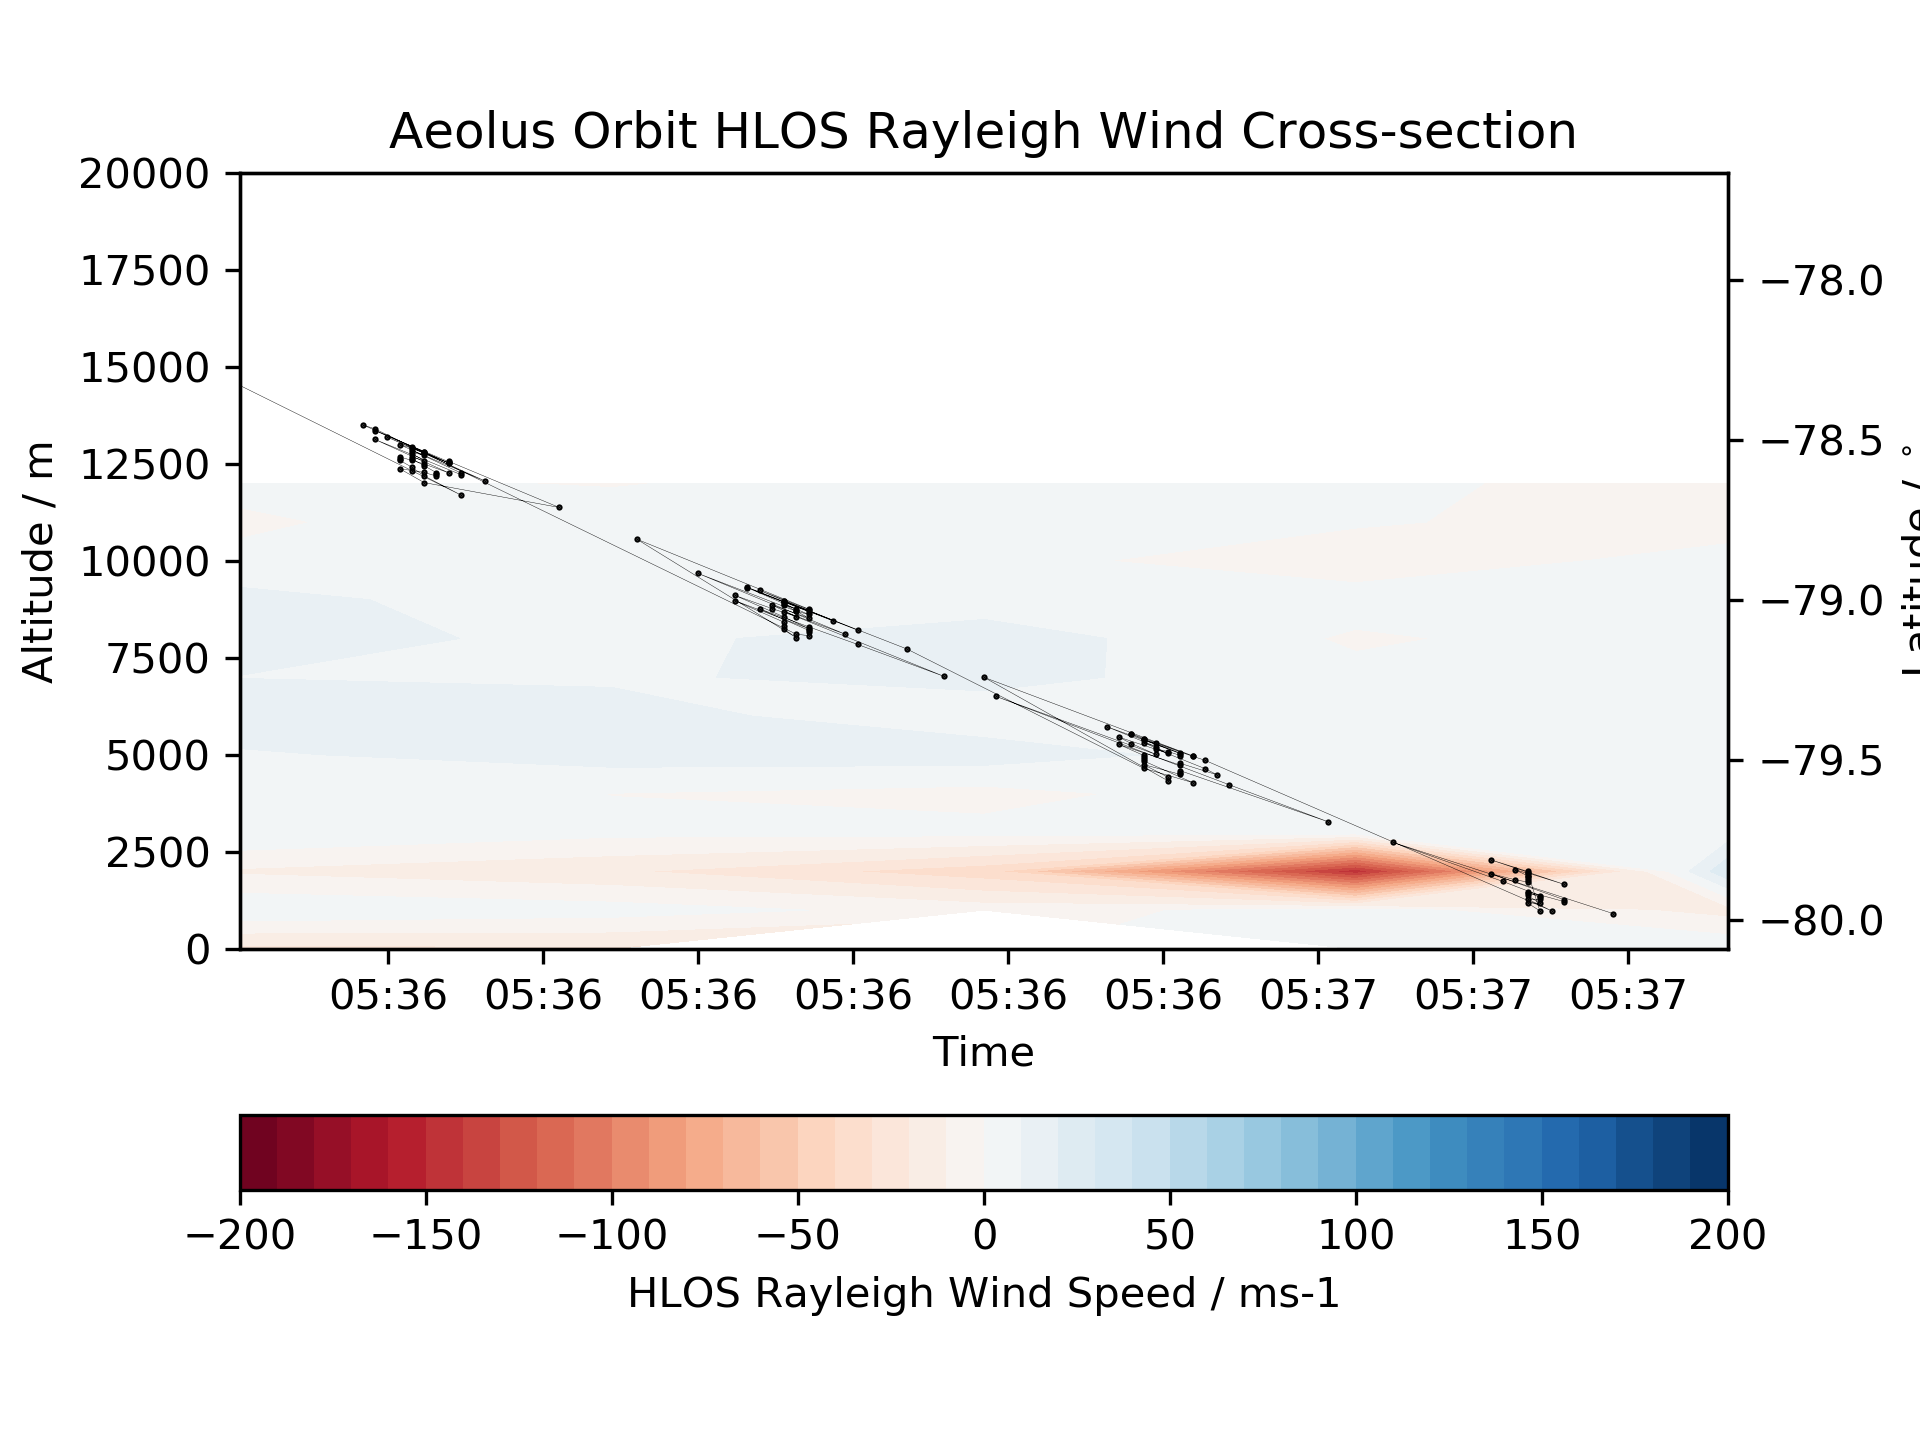 Aeolus Orbit HLOS Rayleigh Wind Cross-section
20000
17500
15000
12500
10000
7500
5000
2500
0
Altitude / m
−78.0
−78.5
−79.0
−79.5
−80.0
Latitude / °
05:36 05:36 05:36 05:36 05:36 05:36 05:37 05:37 05:37
Time
−200 −150 −100 −50 0 50 100 150 200
HLOS Rayleigh Wind Speed / ms-1